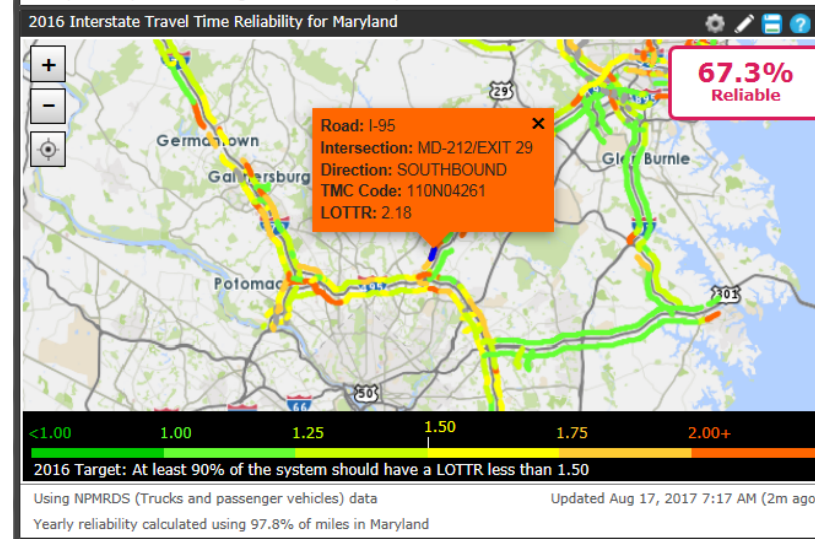 2016 Interstate Travel Time Reliability for Maryland
+
−
67.3%
Reliable
29
Road: I-95
Intersection: MD-212/EXIT 29
Direction: SOUTHBOUND
TMC Code: 110N04261
LOTTR: 2.18
Germantown
Glen Burnie
Potomac
301
50
66
<1.00 1.00 1.25 1.50 1.75 2.00+
2016 Target: At least 90% of the system should have a LOTTR less than 1.50
Using NPMRDS (Trucks and passenger vehicles) data
Updated Aug 17, 2017 7:17 AM (2m ago
Yearly reliability calculated using 97.8% of miles in Maryland